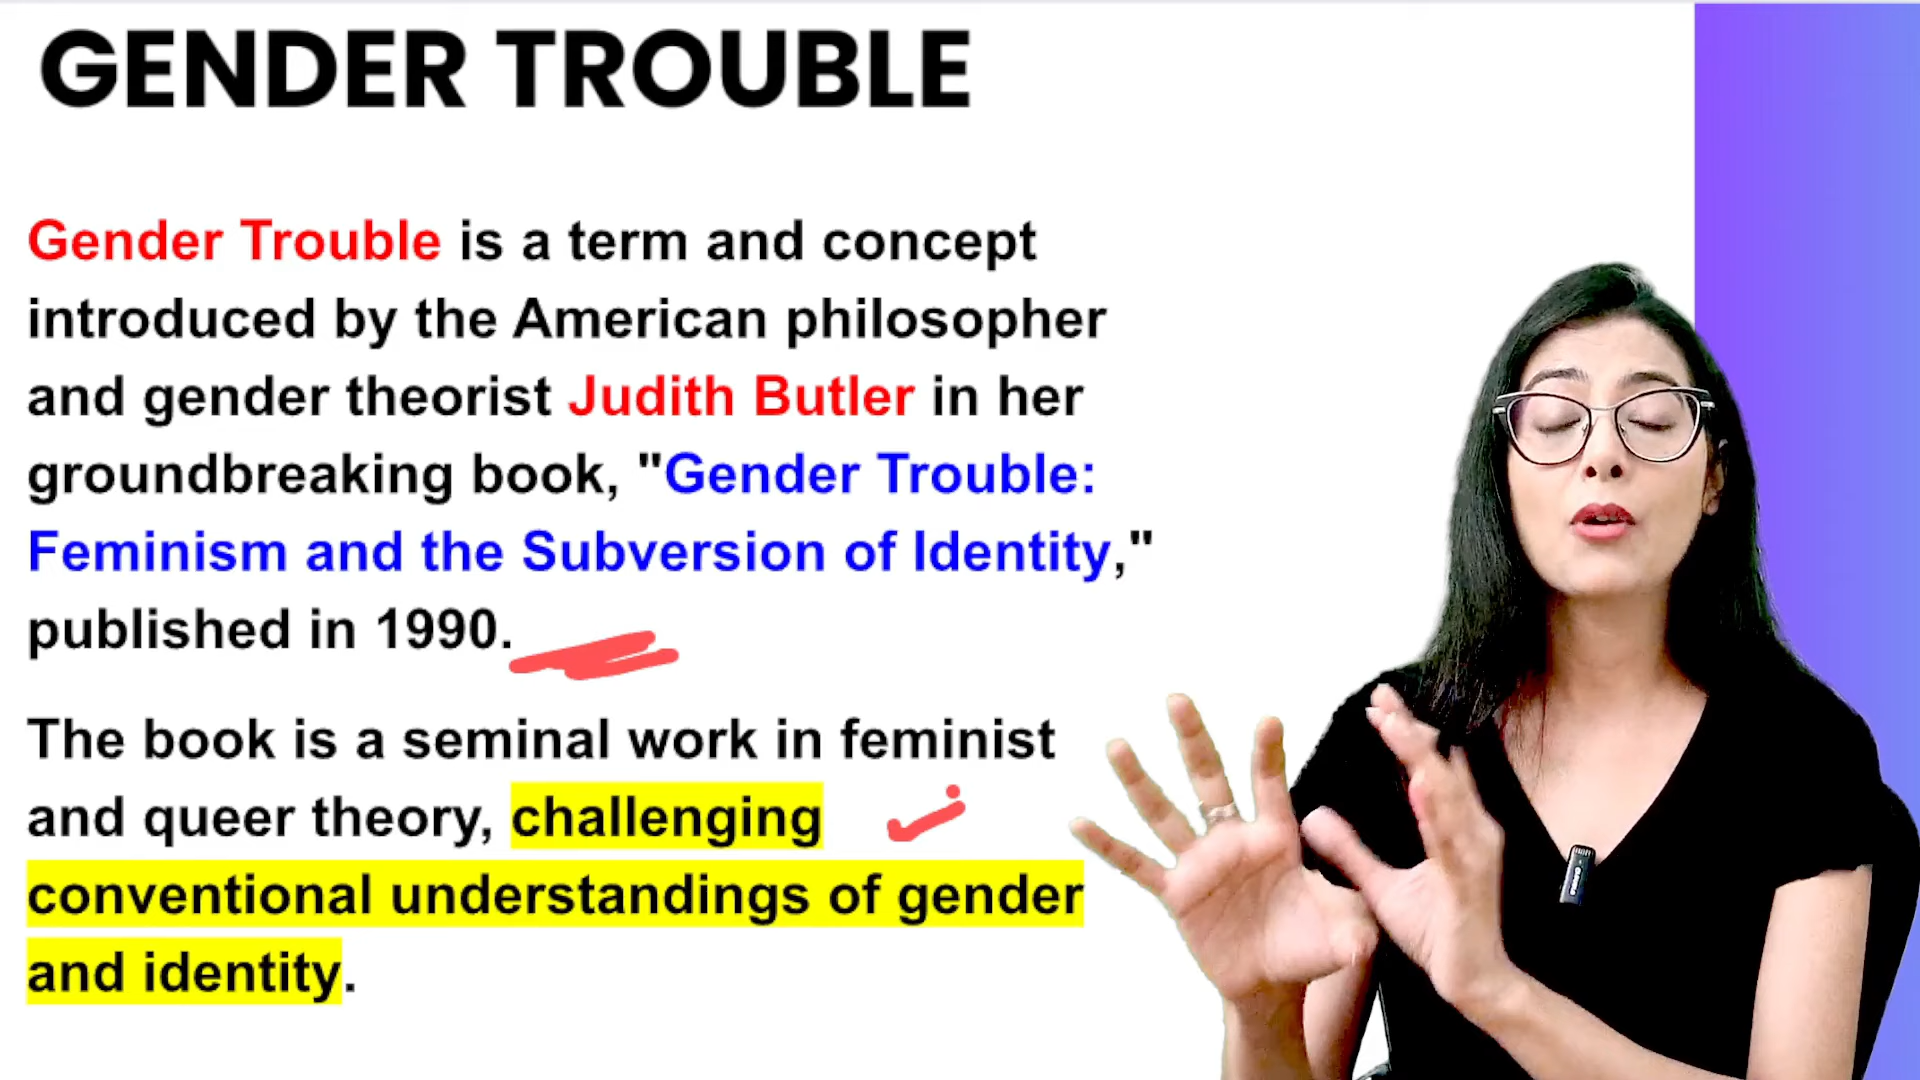 GENDER TROUBLE
Gender Trouble is a term and concept
introduced by the American philosopher
and gender theorist Judith Butler in her
groundbreaking book, "Gender Trouble:
Feminism and the Subversion of Identity,"
published in 1990.
The book is a seminal work in feminist
and queer theory, challenging
conventional understandings of gender
and identity.